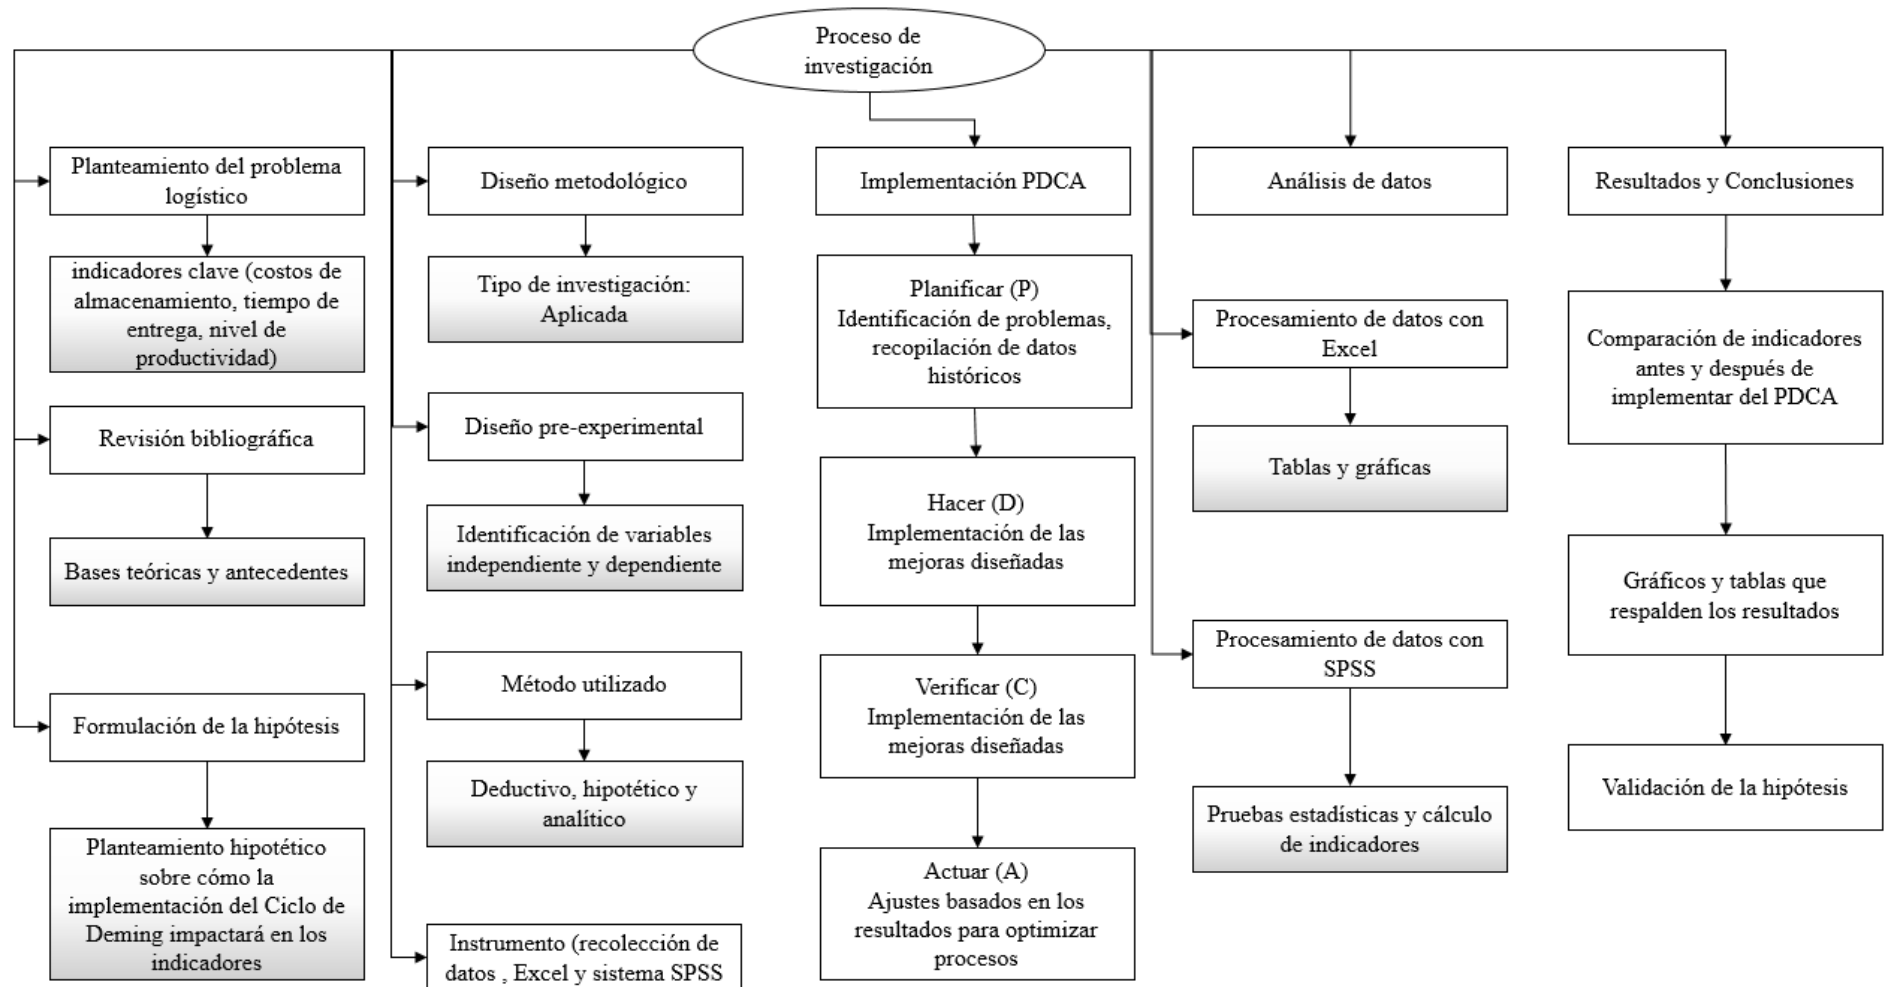 Proceso de
investigación
Planteamiento del problema
logístico
indicadores clave (costos de
almacenamiento, tiempo de
entrega, nivel de
productividad)
Revisión bibliográfica
Bases teóricas y antecedentes
Formulación de la hipótesis
Planteamiento hipotético
sobre cómo la
implementación del Ciclo de
Deming impactará en los
indicadores
Diseño metodológico
Tipo de investigación:
Aplicada
Diseño pre-experimental
Identificación de variables
independiente y dependiente
Método utilizado
Deductivo, hipotético y
analítico
Instrumento (recolección de
datos , Excel y sistema SPSS
Implementación PDCA
Planificar (P)
Identificación de problemas,
recopilación de datos
históricos
Hacer (D)
Implementación de las
mejoras diseñadas
Verificar (C)
Implementación de las
mejoras diseñadas
Actuar (A)
Ajustes basados en los
resultados para optimizar
procesos
Análisis de datos
Procesamiento de datos con
Excel
Tablas y gráficas
Procesamiento de datos con
SPSS
Pruebas estadísticas y cálculo
de indicadores
Resultados y Conclusiones
Comparación de indicadores
antes y después de
implementar del PDCA
Gráficos y tablas que
respalden los resultados
Validación de la hipótesis